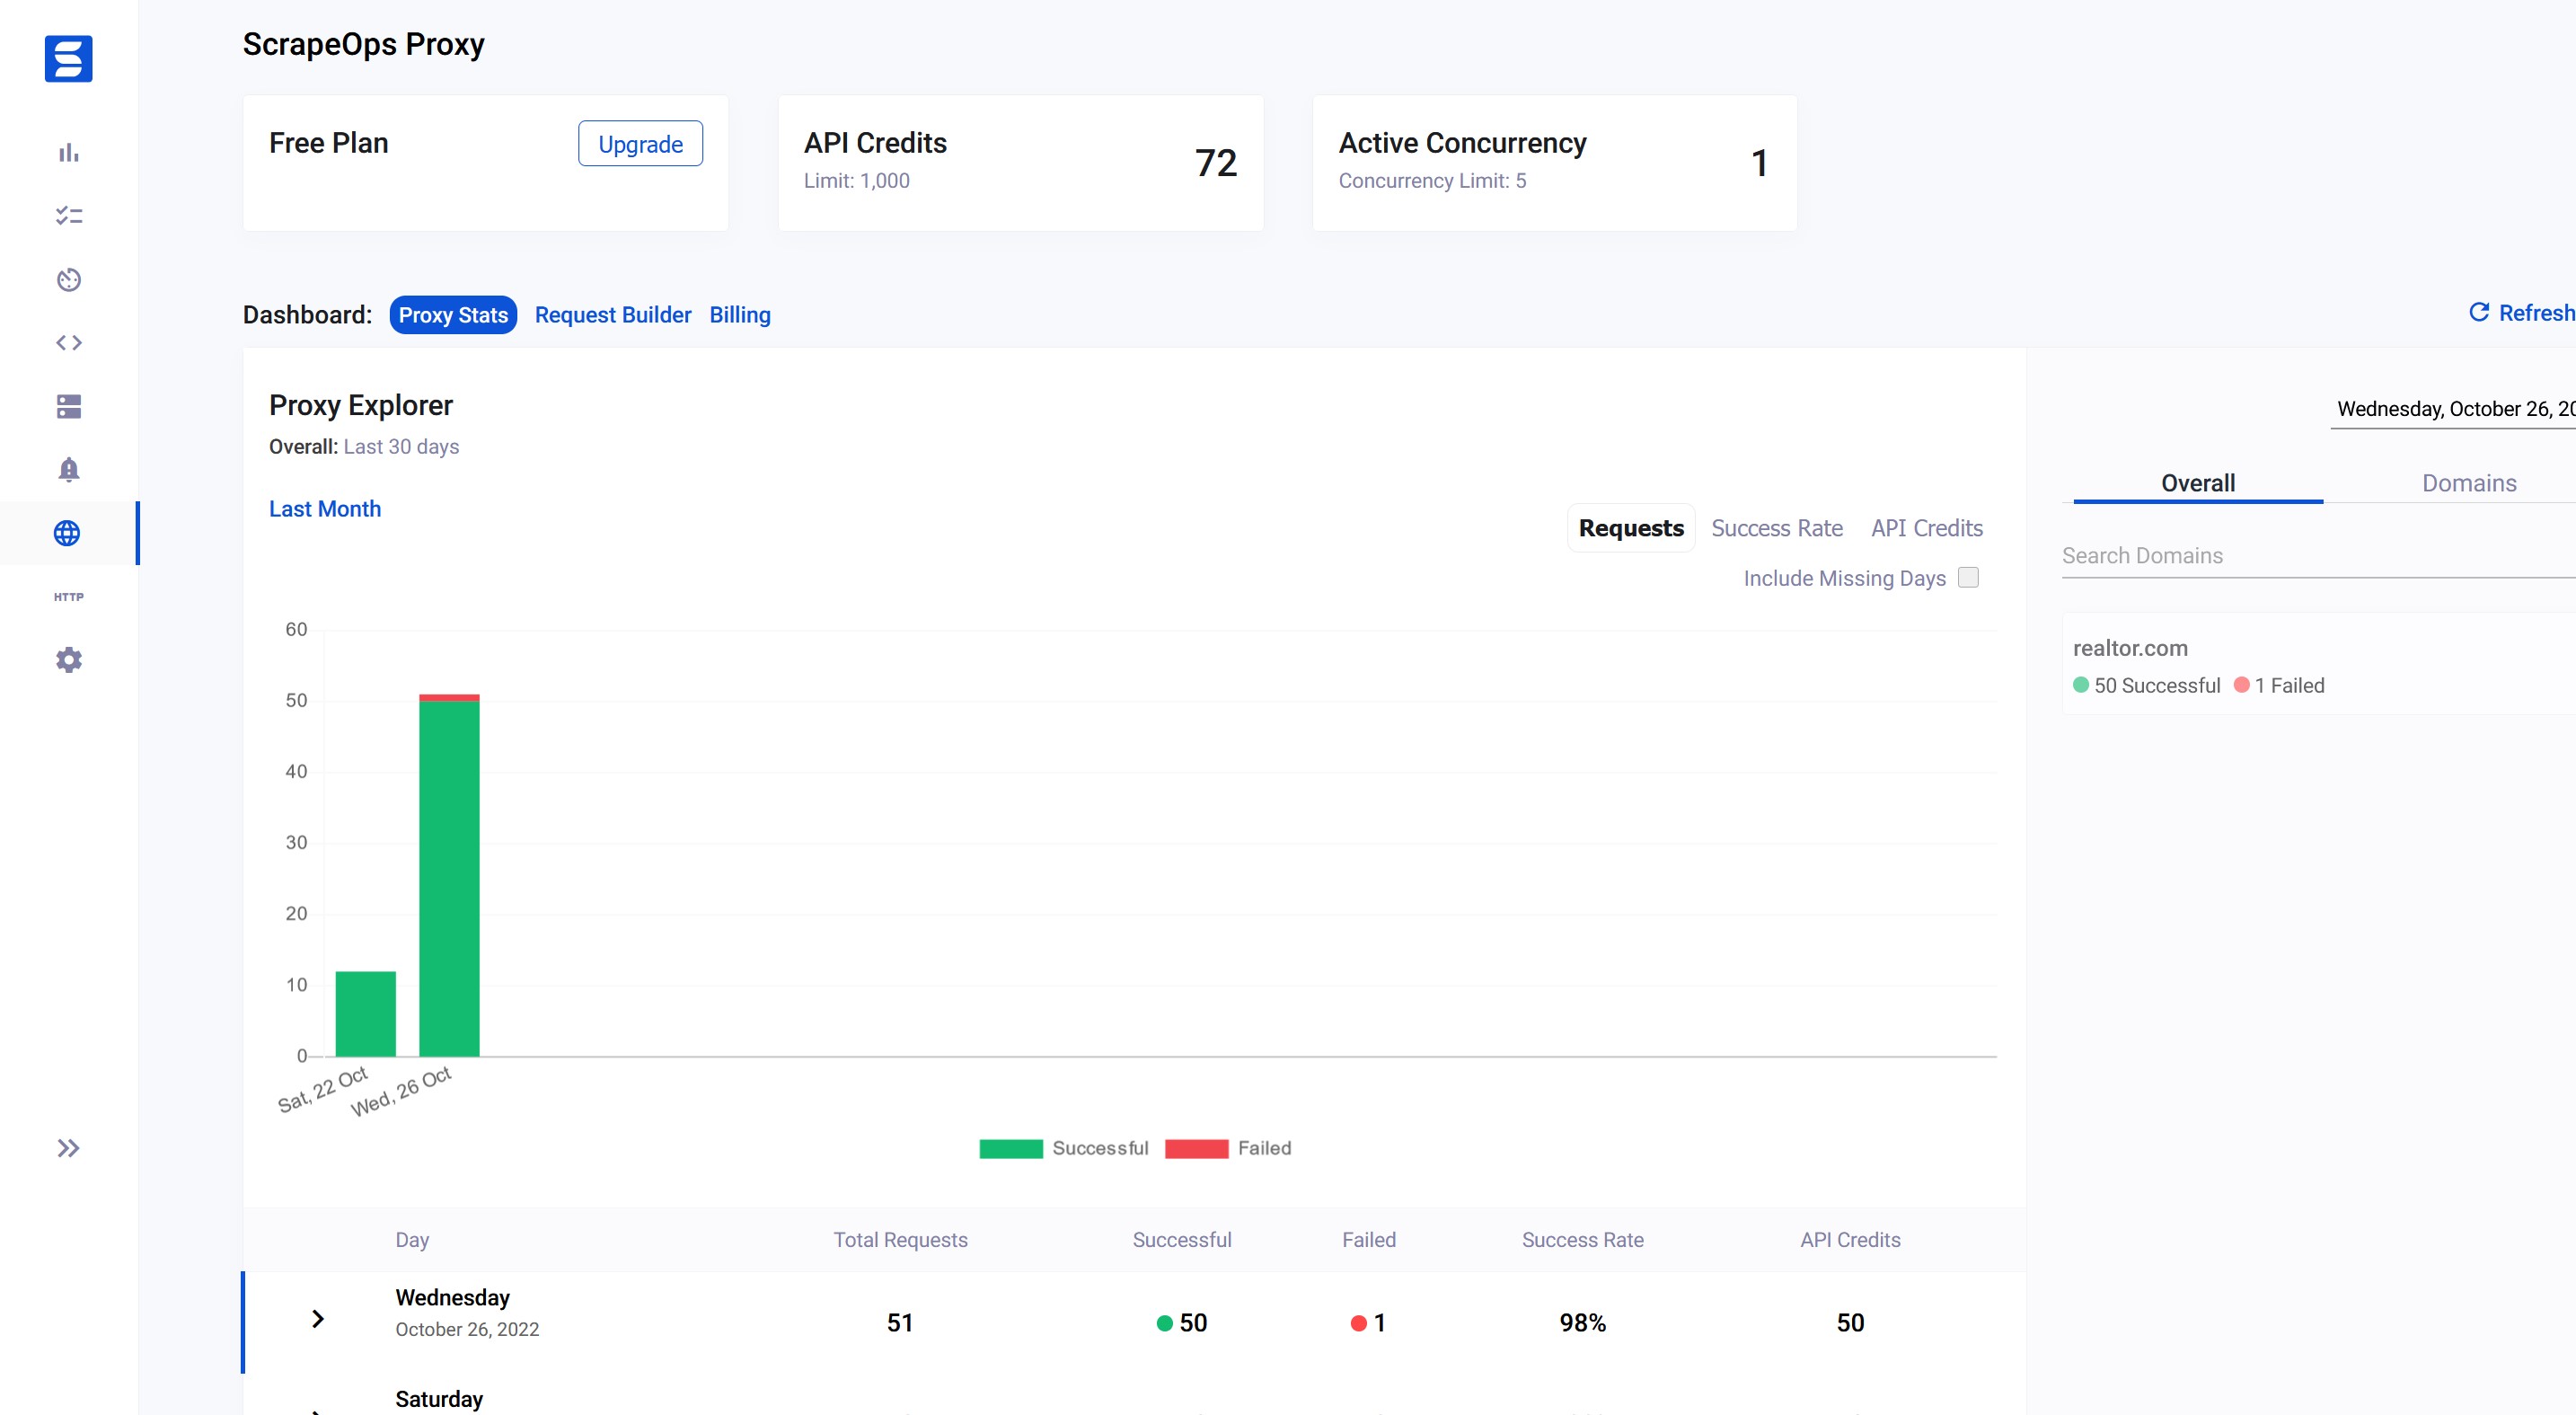 ScrapeOps Proxy
Free Plan
Upgrade
API Credits
Limit: 1,000
72
Active Concurrency
Concurrency Limit: 5
1
Dashboard: Proxy Stats Request Builder Billing
Refresh
Proxy Explorer
Overall: Last 30 days
Last Month
Requests Success Rate API Credits
Include Missing Days
60
50
40
30
20
10
0
Sat, 22 Oct
Wed, 26 Oct
Successful Failed
Day Total Requests Successful Failed Success Rate API Credits
Wednesday
October 26, 2022
51 50 1 98% 50
Saturday
Wednesday, October 26, 20
Overall Domains
Search Domains
realtor.com
50 Successful 1 Failed
HTTP